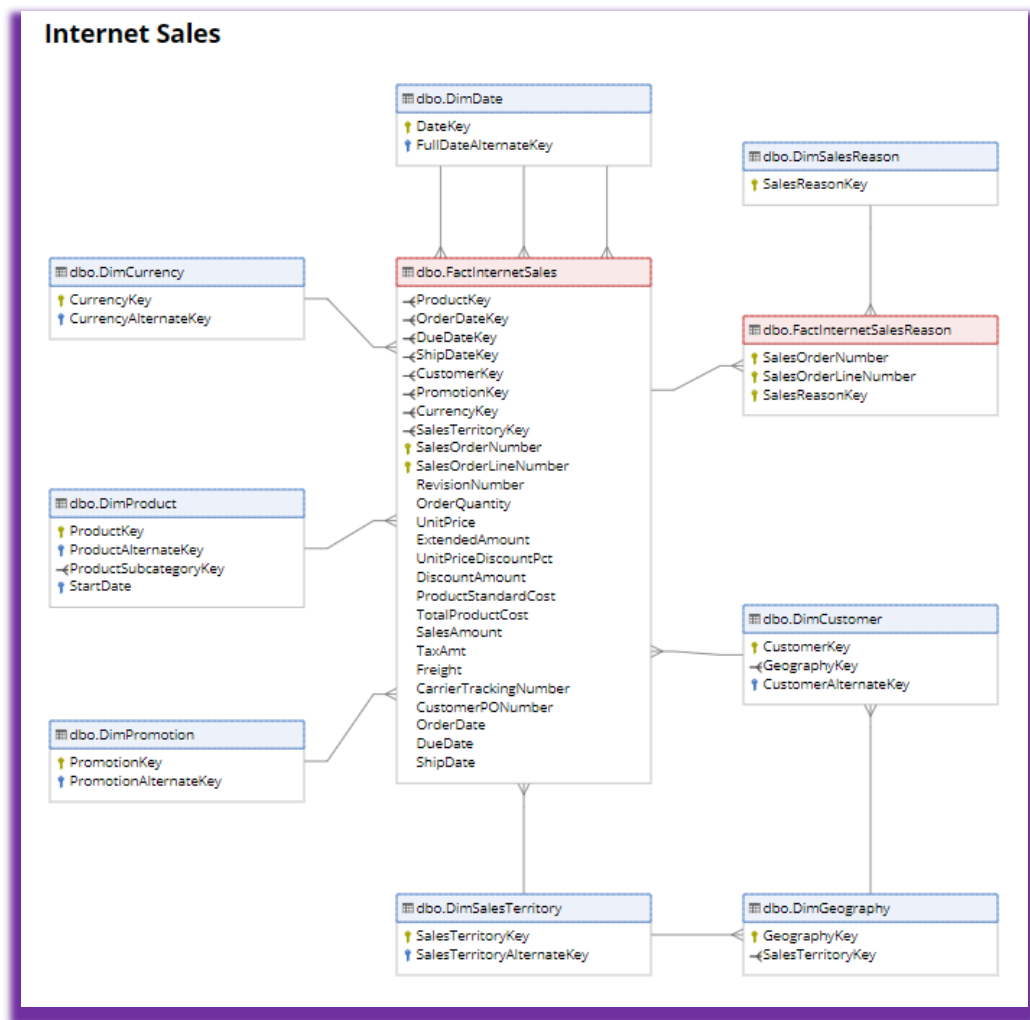 Internet Sales
dbo.DimDate
DateKey
FullDateAlternateKey
dbo.DimSalesReason
SalesReasonKey
dbo.DimCurrency
CurrencyKey
CurrencyAlternateKey
dbo.FactInternetSales
ProductKey
OrderDateKey
DueDateKey
ShipDateKey
CustomerKey
PromotionKey
CurrencyKey
SalesTerritoryKey
SalesOrderNumber
SalesOrderLineNumber
RevisionNumber
OrderQuantity
UnitPrice
ExtendedAmount
UnitPriceDiscountPct
DiscountAmount
ProductStandardCost
TotalProductCost
SalesAmount
TaxAmt
Freight
CarrierTrackingNumber
CustomerPONumber
OrderDate
DueDate
ShipDate
dbo.FactInternetSalesReason
SalesOrderNumber
SalesOrderLineNumber
SalesReasonKey
dbo.DimProduct
ProductKey
ProductAlternateKey
ProductSubcategoryKey
StartDate
dbo.DimCustomer
CustomerKey
GeographyKey
CustomerAlternateKey
dbo.DimPromotion
PromotionKey
PromotionAlternateKey
dbo.DimSalesTerritory
SalesTerritoryKey
SalesTerritoryAlternateKey
dbo.DimGeography
GeographyKey
SalesTerritoryKey